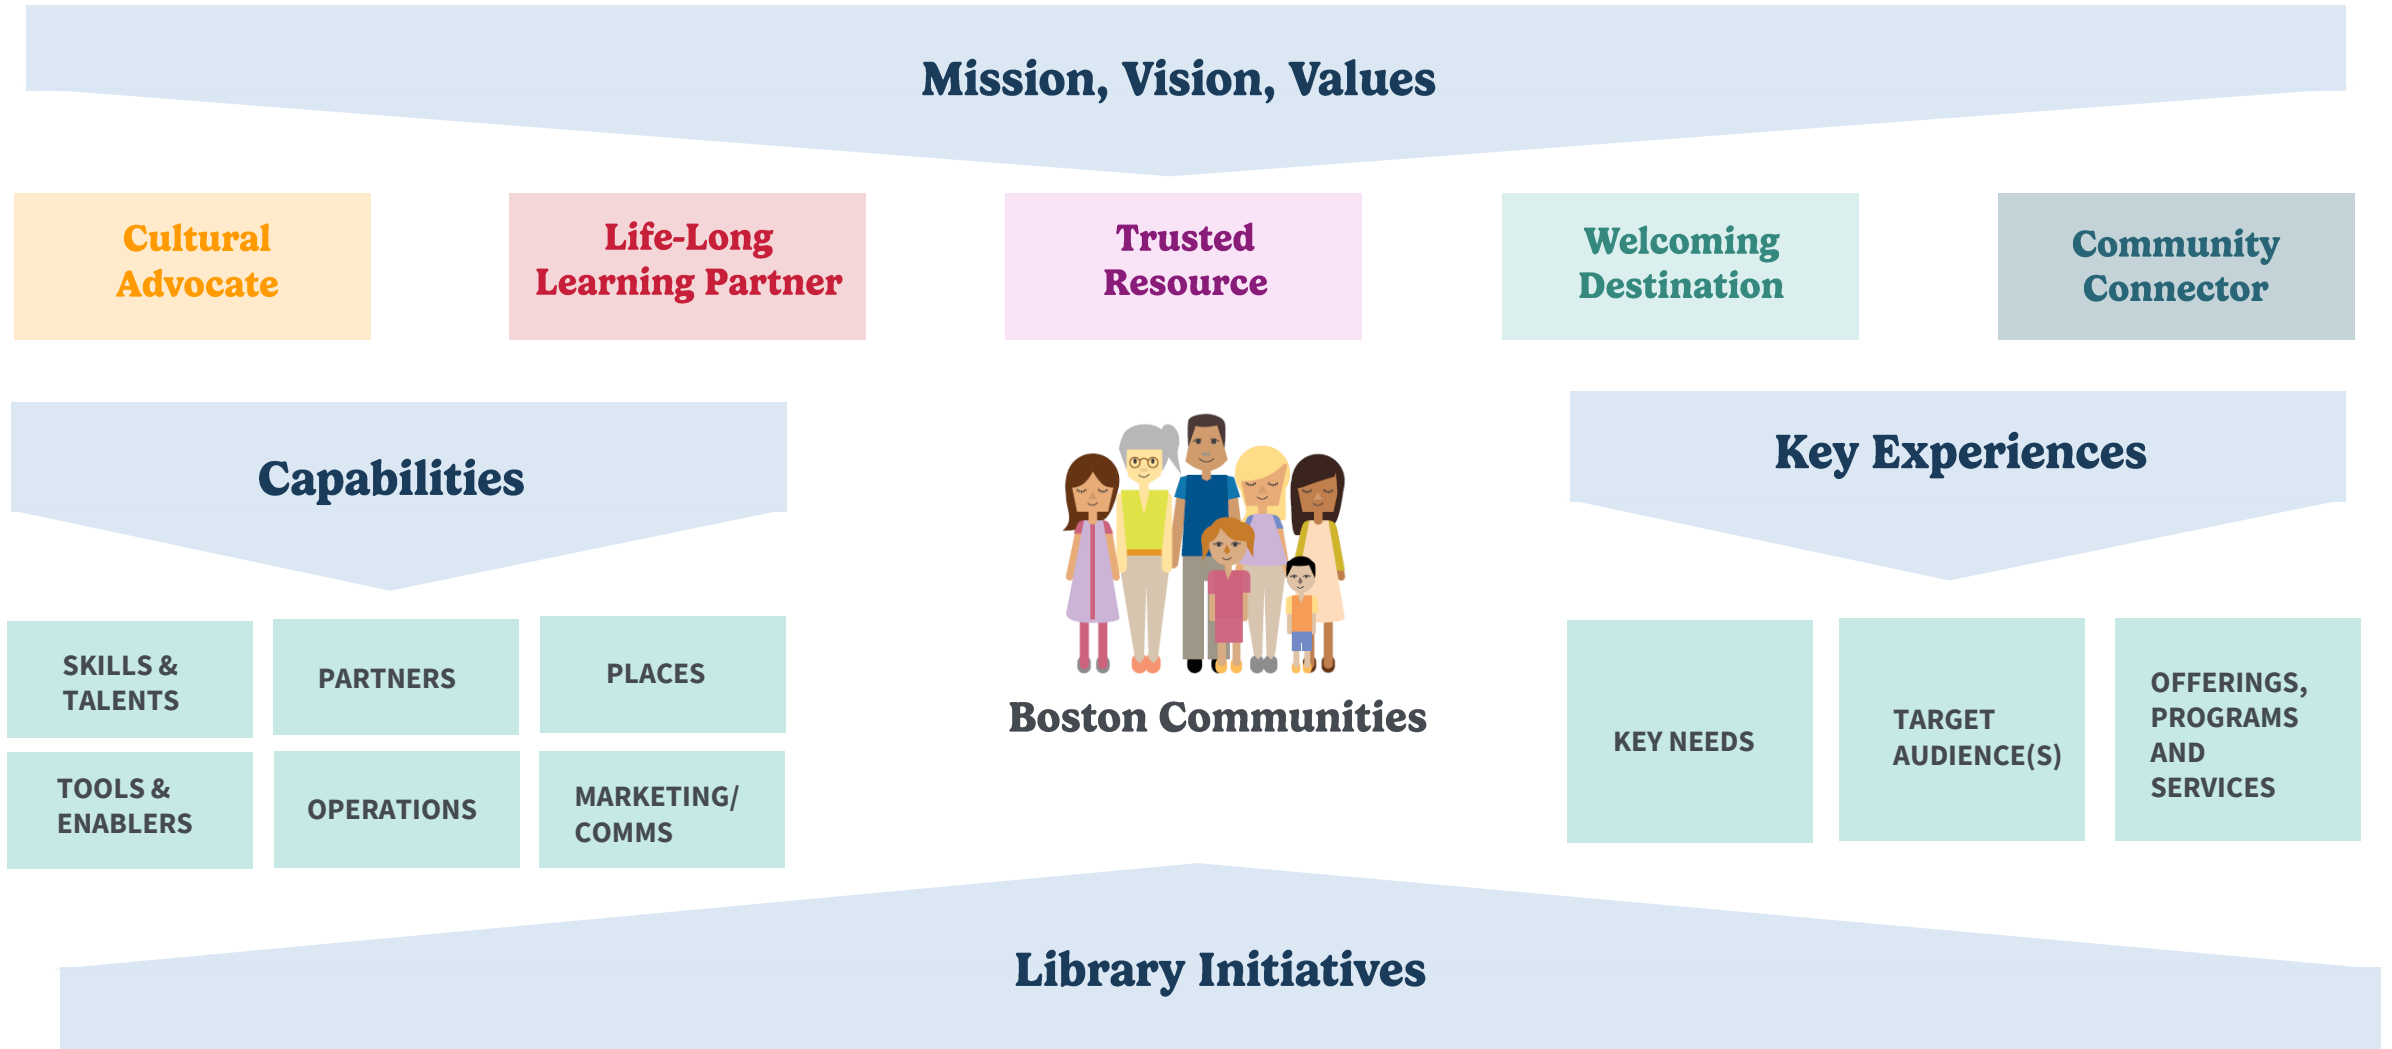 Mission, Vision, Values
Cultural
Advocate
Life-Long
Learning Partner
Trusted
Resource
Welcoming
Destination
Community
Connector
Capabilities
SKILLS &
TALENTS
PARTNERS
PLACES
TOOLS &
ENABLERS
OPERATIONS
MARKETING/
COMMS
Boston Communities
Key Experiences
KEY NEEDS
TARGET
AUDIENCE(S)
OFFERINGS,
PROGRAMS
AND
SERVICES
Library Initiatives